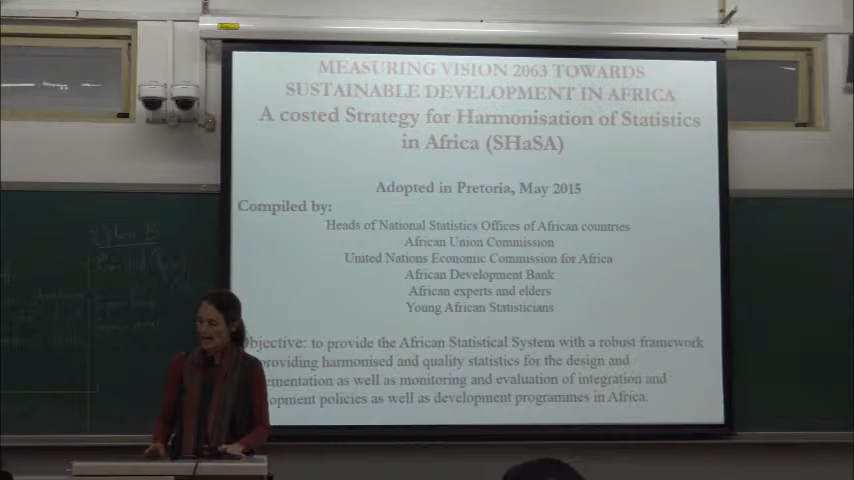 MEASURING VISION 2063 TOWARDS
SUSTAINABLE DEVELOPMENT IN AFRICA
A costed Strategy for Harmonisation of Statistics
in Africa (SHaSA)
Adopted in Pretoria, May 2015
Compiled by:
Heads of National Statistics Offices of African countries
African Union Commission
United Nations Economic Commission for Africa
African Development Bank
African experts and elders
Young African Statisticians
Objective: to provide the African Statistical System with a robust framework
providing harmonised and quality statistics for the design and
ementation as well as monitoring and evaluation of integration and
opment policies as well as development programmes in Africa.